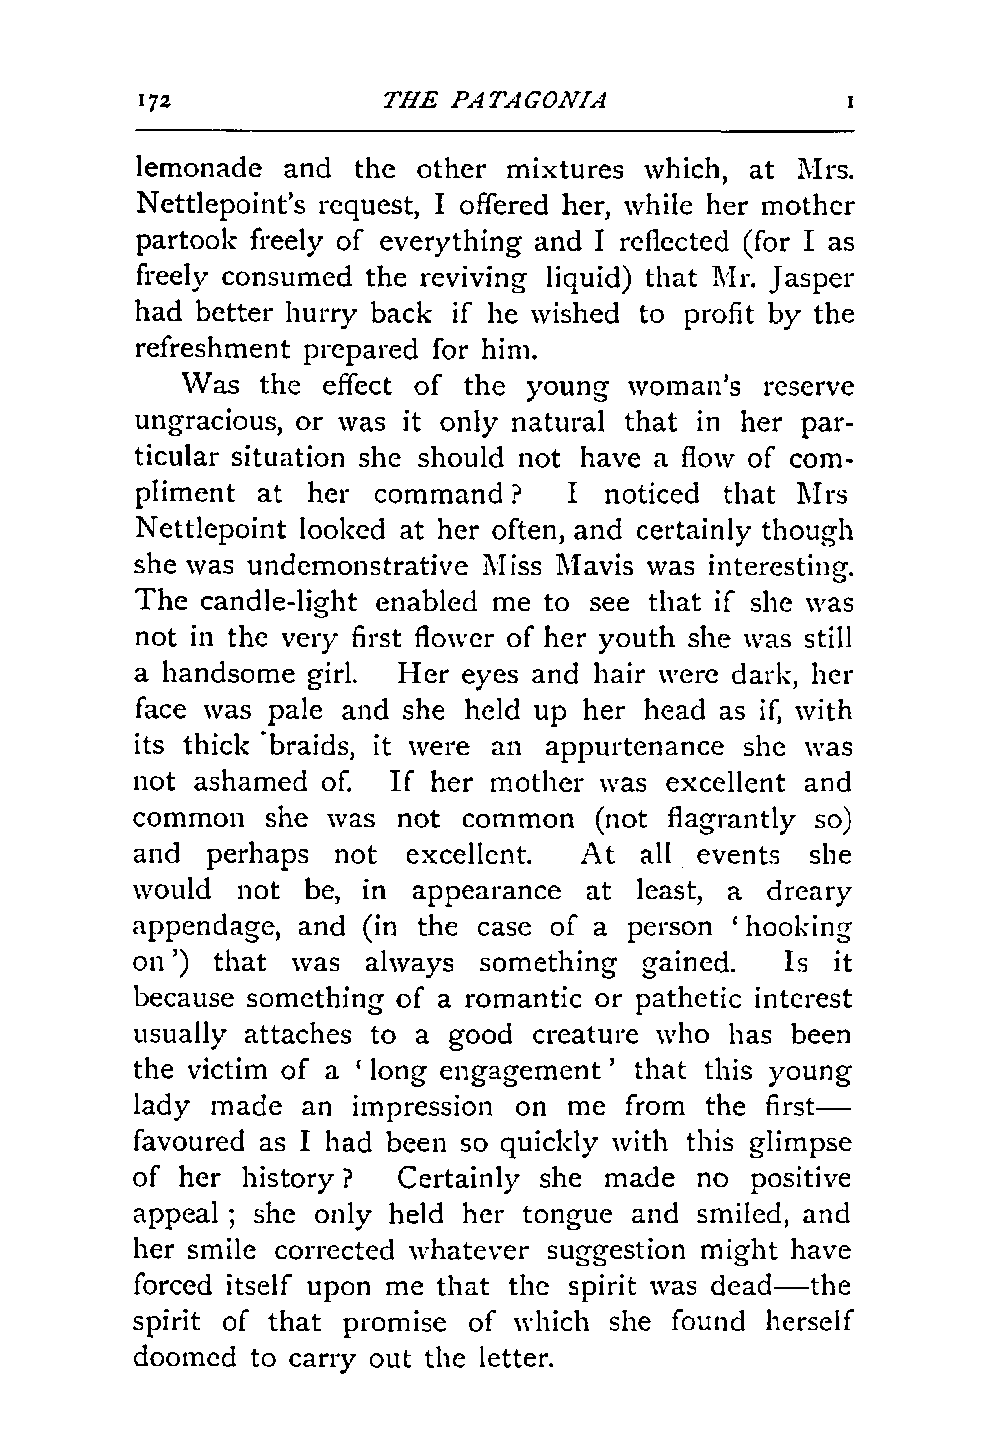 172 THE PATAGONIA I
lemonade and the other mixtures which, at Mrs.
Nettlepoint's request, I offered her, while her mother
partook freely of everything and I reflected (for I as
freely consumed the reviving liquid) that Mr. Jasper
had better hurry back if he wished to profit by the
refreshment prepared for him.
Was the effect of the young woman's reserve
ungracious, or was it only natural that in her par-
ticular situation she should not have a flow of com-
pliment at her command? I noticed that Mrs
Nettlepoint looked at her often, and certainly though
she was undemonstrative Miss Mavis was interesting.
The candle-light enabled me to see that if she was
not in the very first flower of her youth she was still
a handsome girl. Her eyes and hair were dark, her
face was pale and she held up her head as if, with
its thick braids, it were an appurtenance she was
not ashamed of. If her mother was excellent and
common she was not common (not flagrantly so)
and perhaps not excellent. At all events she
would not be, in appearance at least, a dreary
appendage, and (in the case of a person ‘hooking
on’) that was always something gained. Is it
because something of a romantic or pathetic interest
usually attaches to a good creature who has been
the victim of a ‘long engagement’ that this young
lady made an impression on me from the first—
favoured as I had been so quickly with this glimpse
of her history? Certainly she made no positive
appeal; she only held her tongue and smiled, and
her smile corrected whatever suggestion might have
forced itself upon me that the spirit was dead—the
spirit of that promise of which she found herself
doomed to carry out the letter.